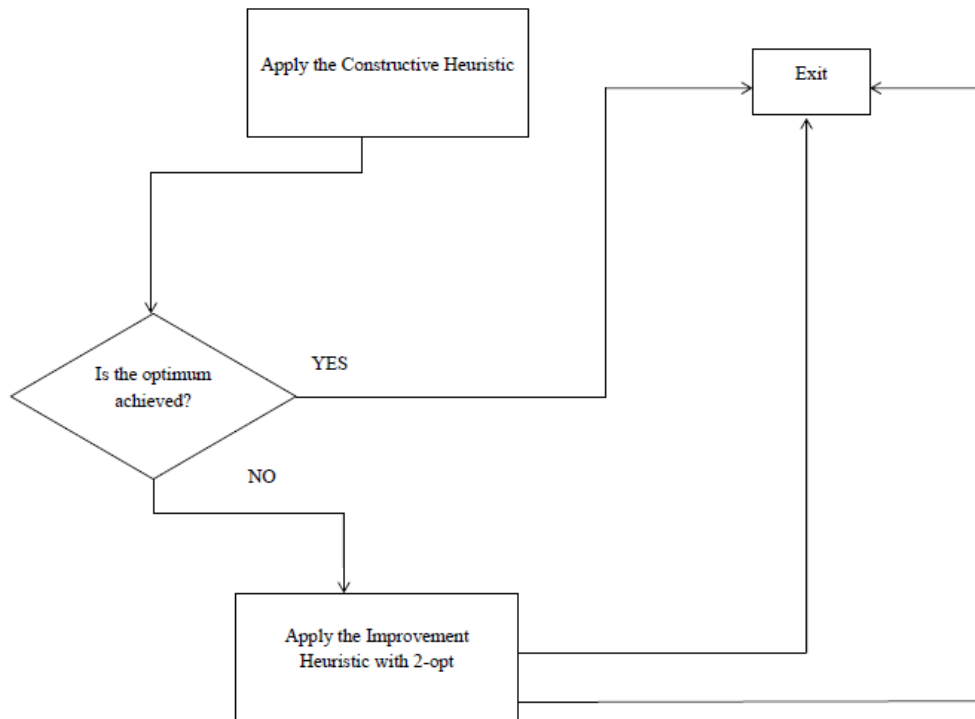 Apply the Constructive Heuristic
Exit
Is the optimum
achieved?
YES
NO
Apply the Improvement
Heuristic with 2-opt